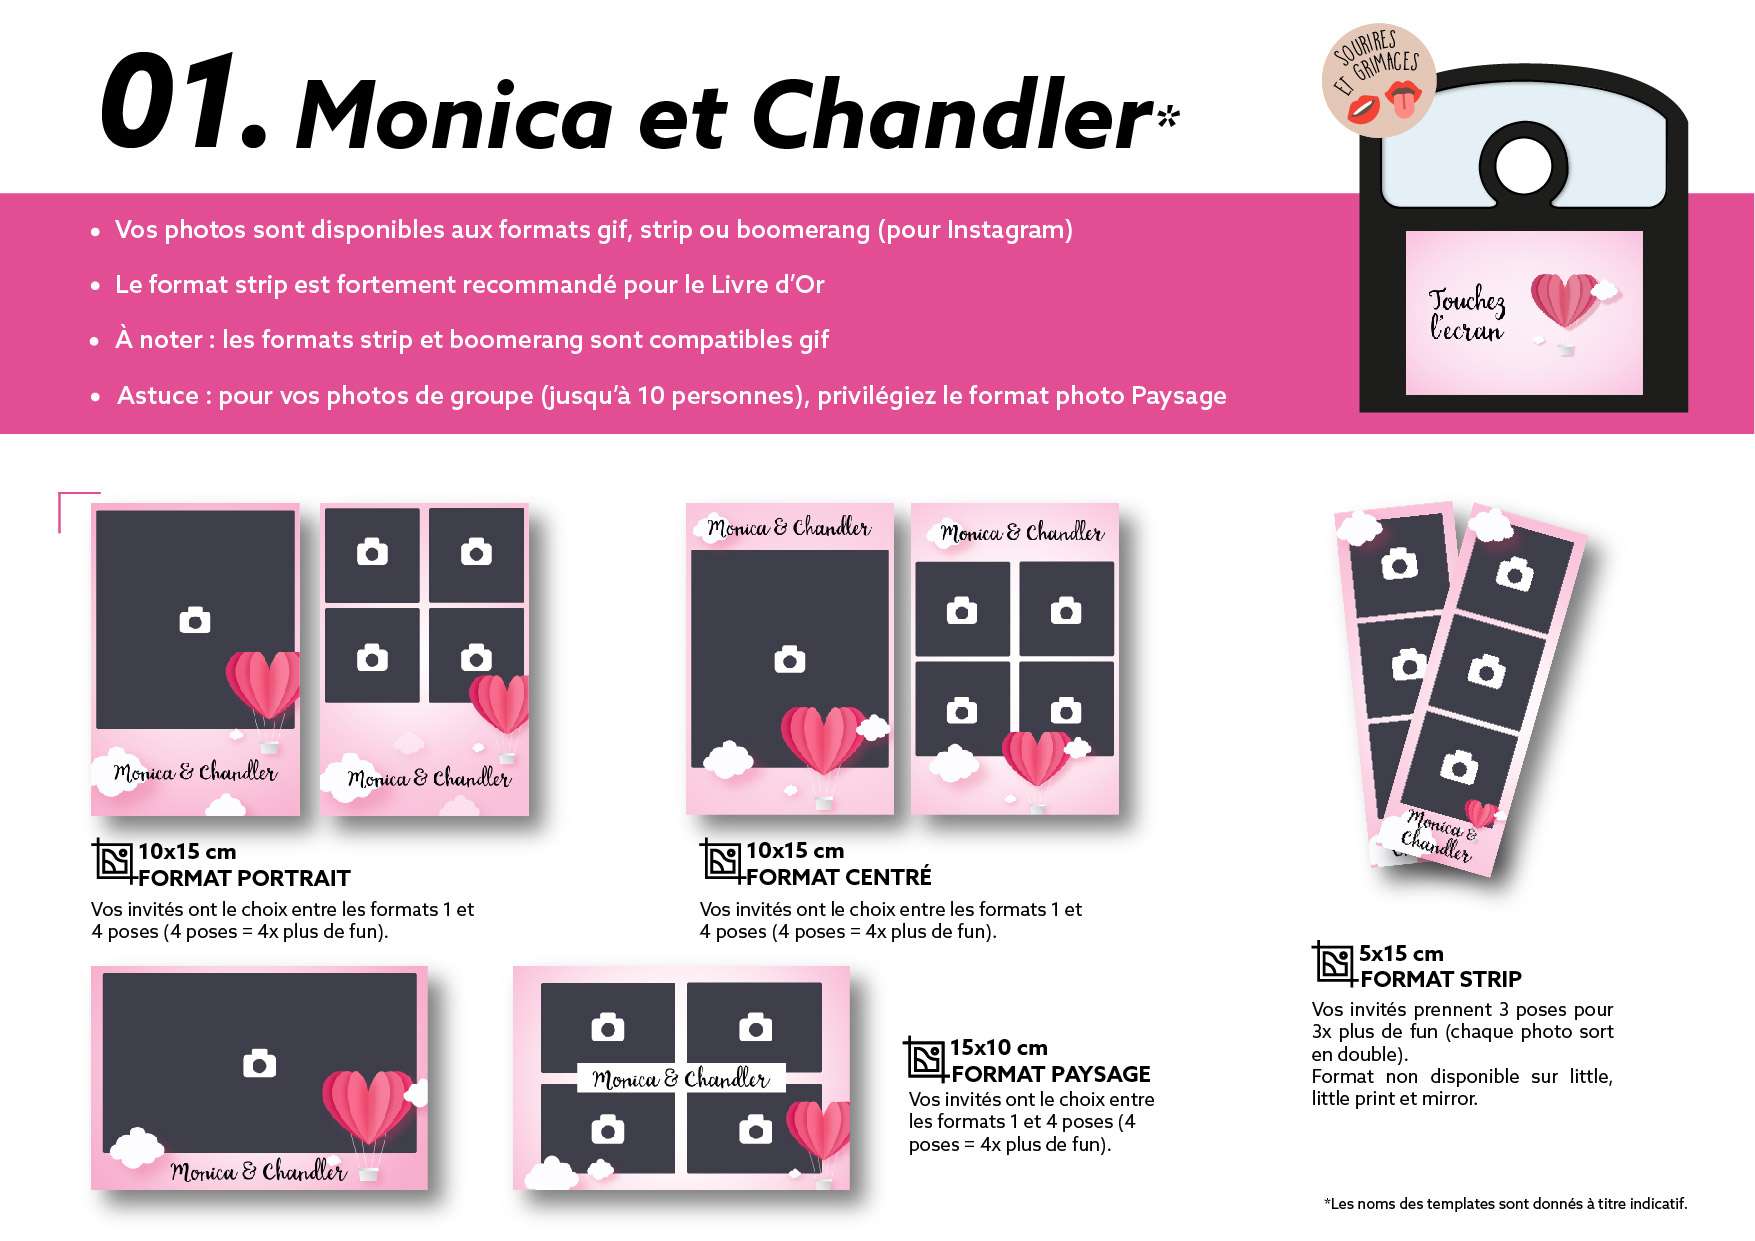 01. Monica et Chandler*
SOURIRES
ET GRIMACES
• Vos photos sont disponibles aux formats gif, strip ou boomerang (pour Instagram)
• Le format strip est fortement recommandé pour le Livre d’Or
• À noter : les formats strip et boomerang sont compatibles gif
• Astuce : pour vos photos de groupe (jusqu’à 10 personnes), privilégiez le format photo Paysage
Touchez
l’ecran
Monica & Chandler
Monica & Chandler
10x15 cm
FORMAT PORTRAIT
Vos invités ont le choix entre les formats 1 et
4 poses (4 poses = 4x plus de fun).
Monica & Chandler
Monica & Chandler
10x15 cm
FORMAT CENTRÉ
Vos invités ont le choix entre les formats 1 et
4 poses (4 poses = 4x plus de fun).
Monica &
Chandler
5x15 cm
FORMAT STRIP
Vos invités prennent 3 poses pour
3x plus de fun (chaque photo sort
en double).
Format non disponible sur little,
little print et mirror.
Monica & Chandler
Monica & Chandler
15x10 cm
FORMAT PAYSAGE
Vos invités ont le choix entre
les formats 1 et 4 poses (4
poses = 4x plus de fun).
*Les noms des templates sont donnés à titre indicatif.